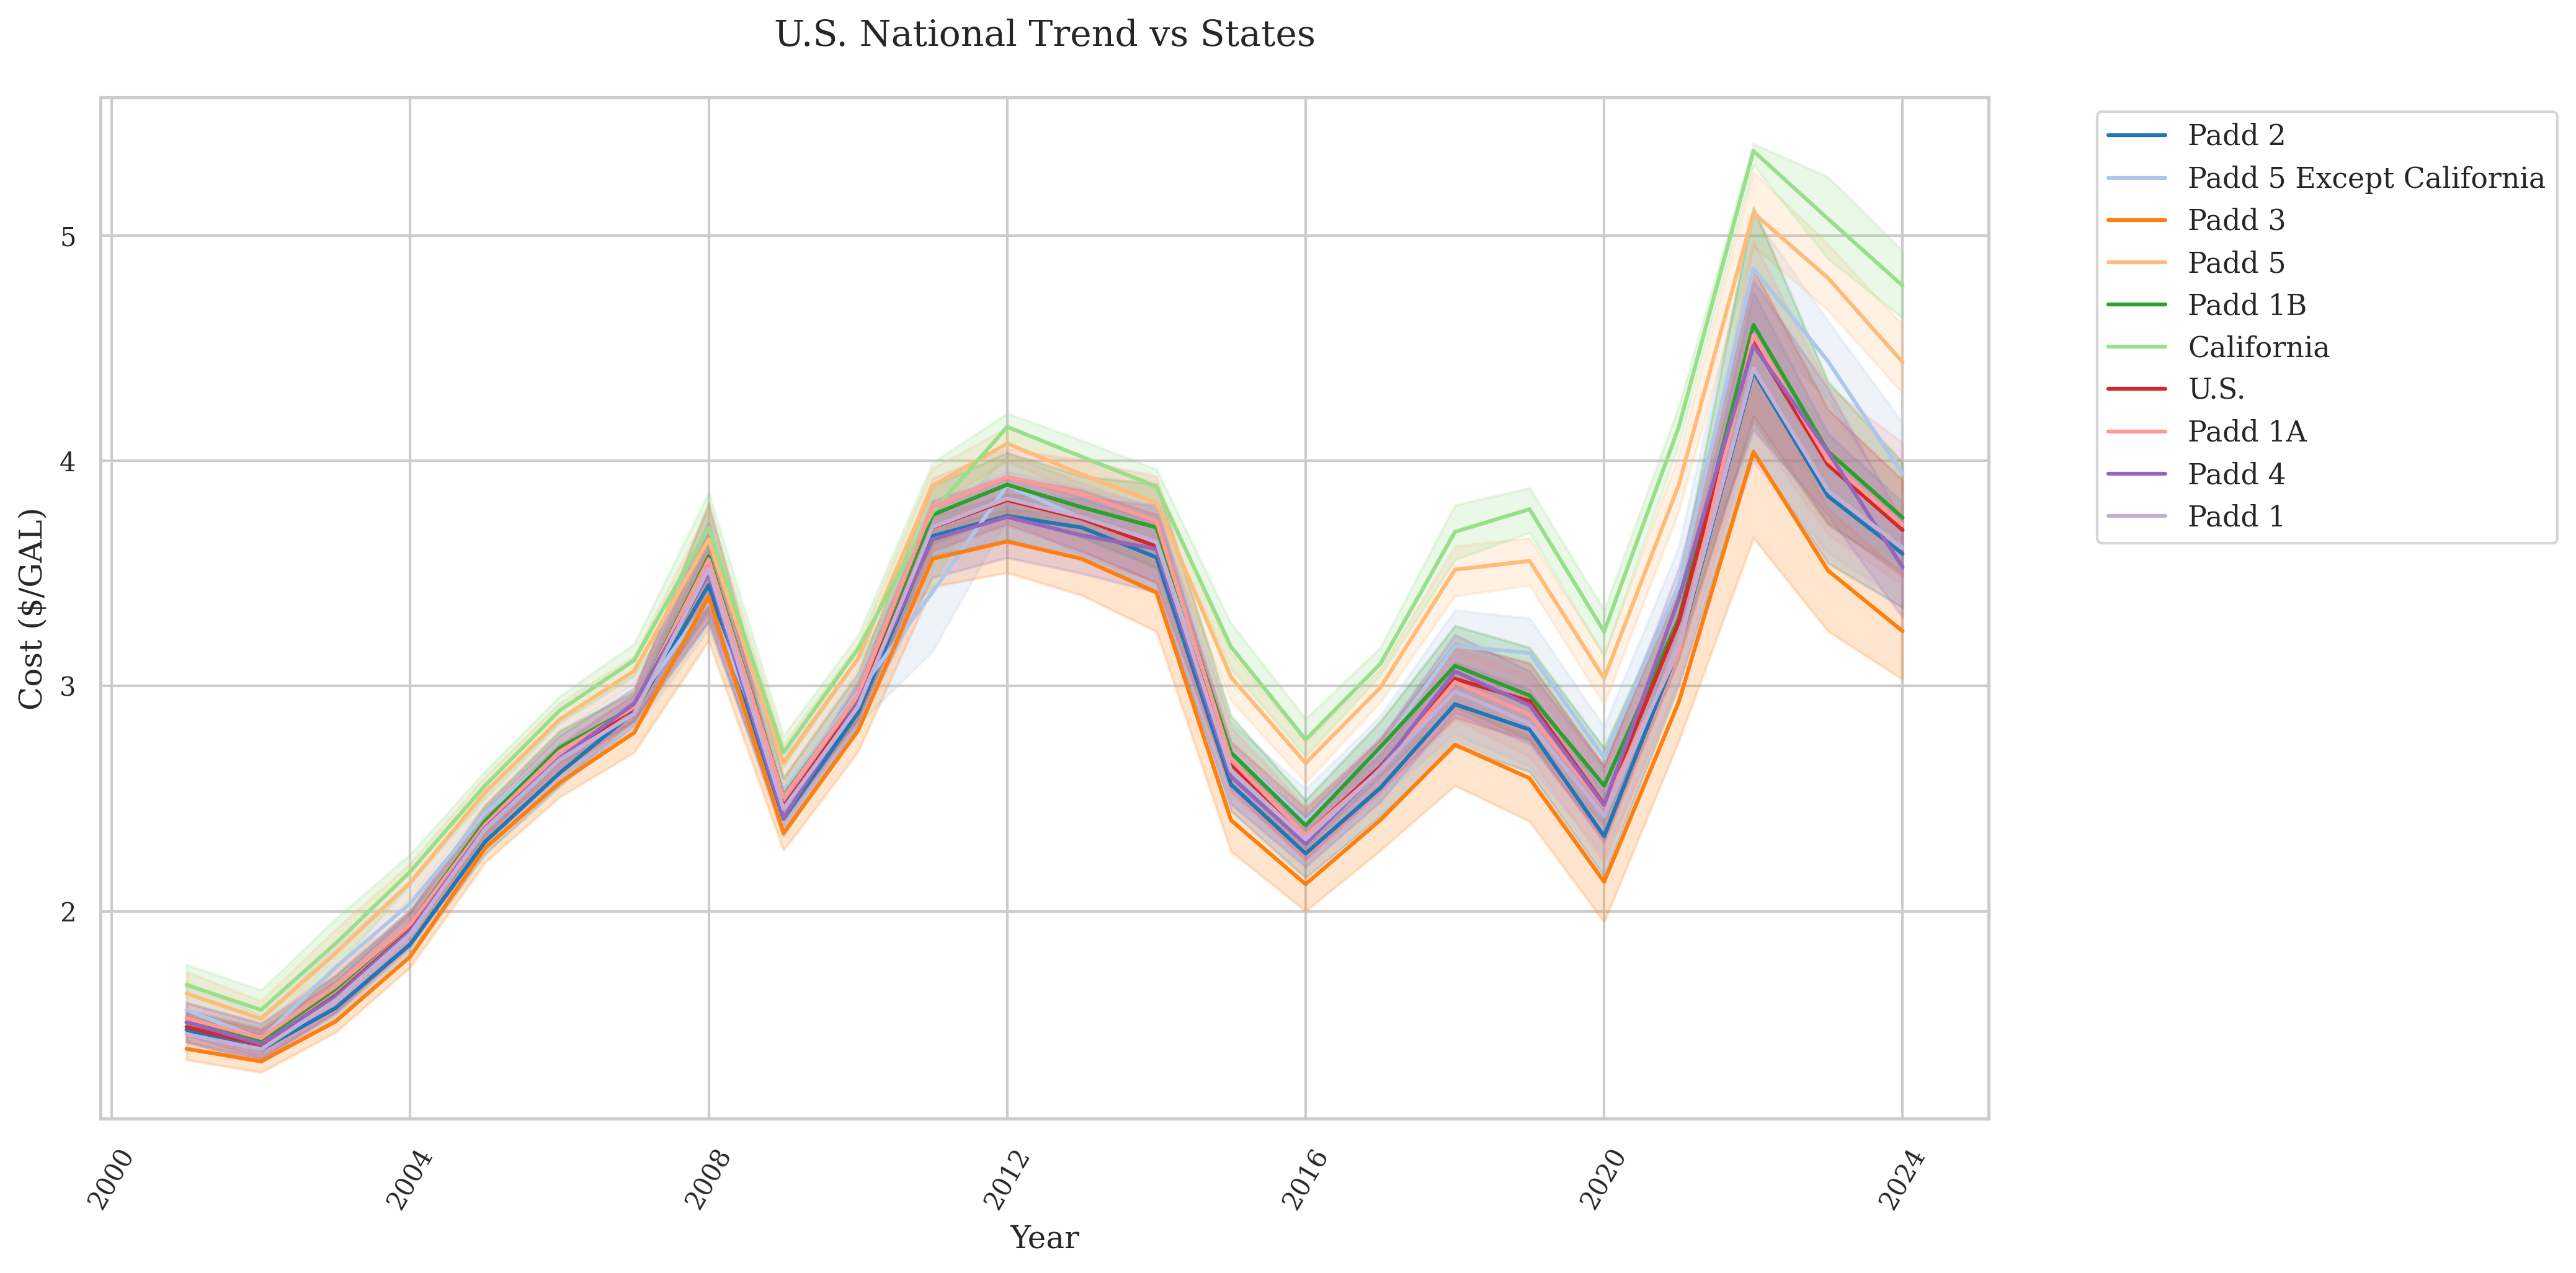 U.S. National Trend vs States
Cost ($/GAL)
5
4
3
2
2000
2004
2008
2012
2016
2020
2024
Year
Padd 2
Padd 5 Except California
Padd 3
Padd 5
Padd 1B
California
U.S.
Padd 1A
Padd 4
Padd 1